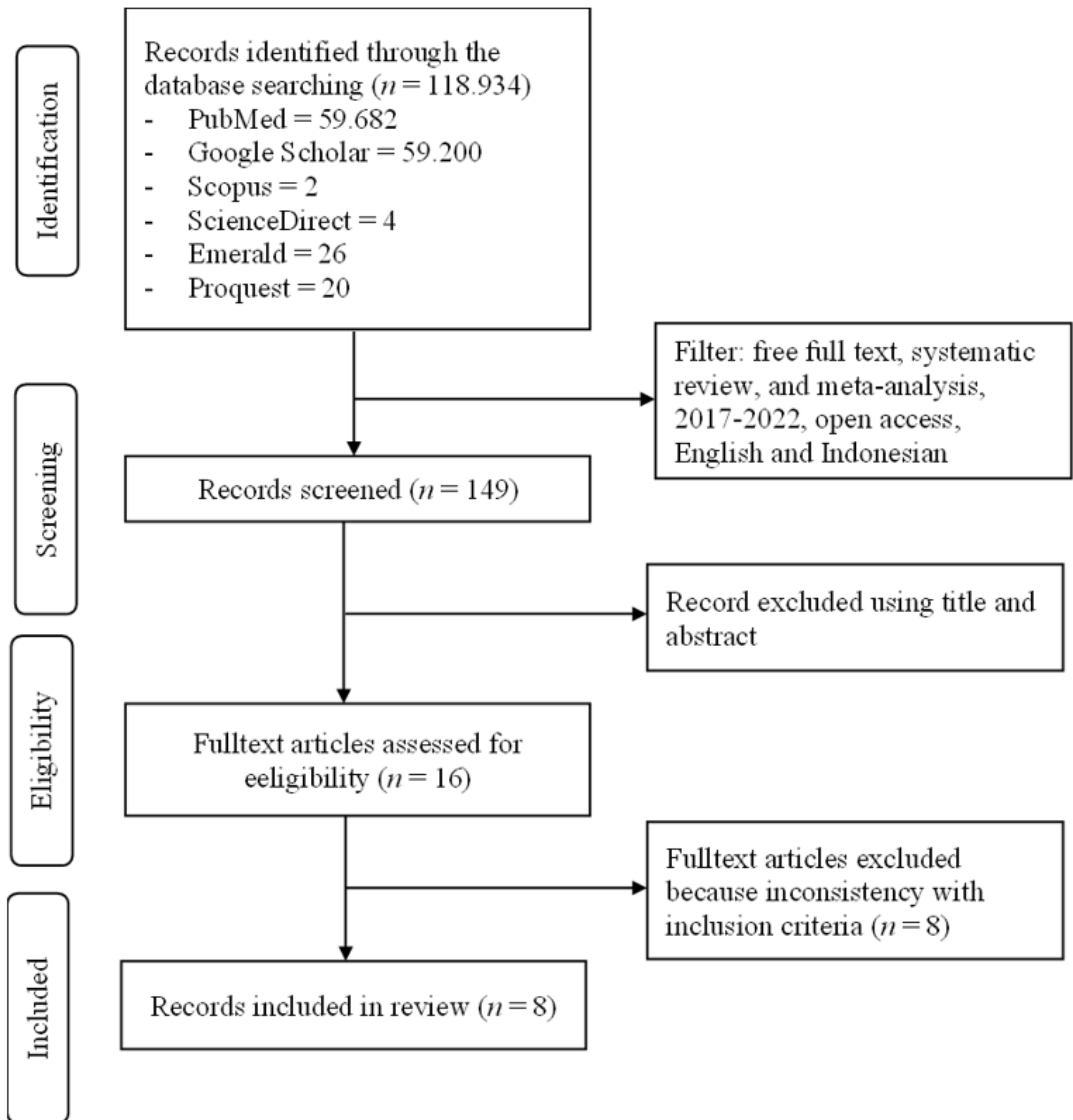 Identification
Records identified through the
database searching (n = 118.934)
- PubMed = 59.682
- Google Scholar = 59.200
- Scopus = 2
- ScienceDirect = 4
- Emerald = 26
- Proquest = 20
Filter: free full text, systematic
review, and meta-analysis,
2017-2022, open access,
English and Indonesian
Screening
Records screened (n = 149)
Record excluded using title and
abstract
Eligibility
Fulltext articles assessed for
eeligibility (n = 16)
Fulltext articles excluded
because inconsistency with
inclusion criteria (n = 8)
Included
Records included in review (n = 8)